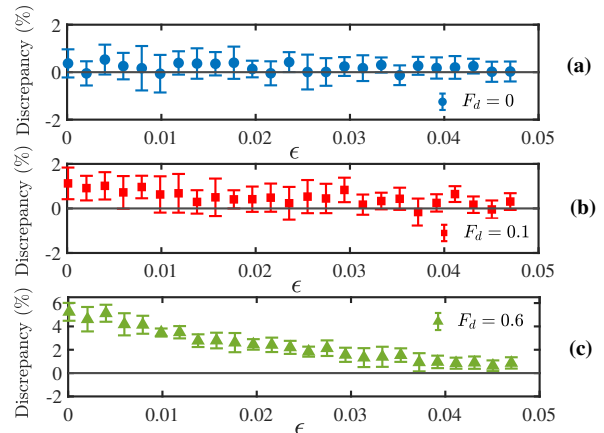 Discrepancy (%)
2
0
-2
0
0.01
0.02
0.03
0.04
0.05
ϵ
F_d = 0
(a)
Discrepancy (%)
2
0
-2
0
0.01
0.02
0.03
0.04
0.05
ϵ
F_d = 0.1
(b)
Discrepancy (%)
6
4
2
0
0
0.01
0.02
0.03
0.04
0.05
ϵ
F_d = 0.6
(c)